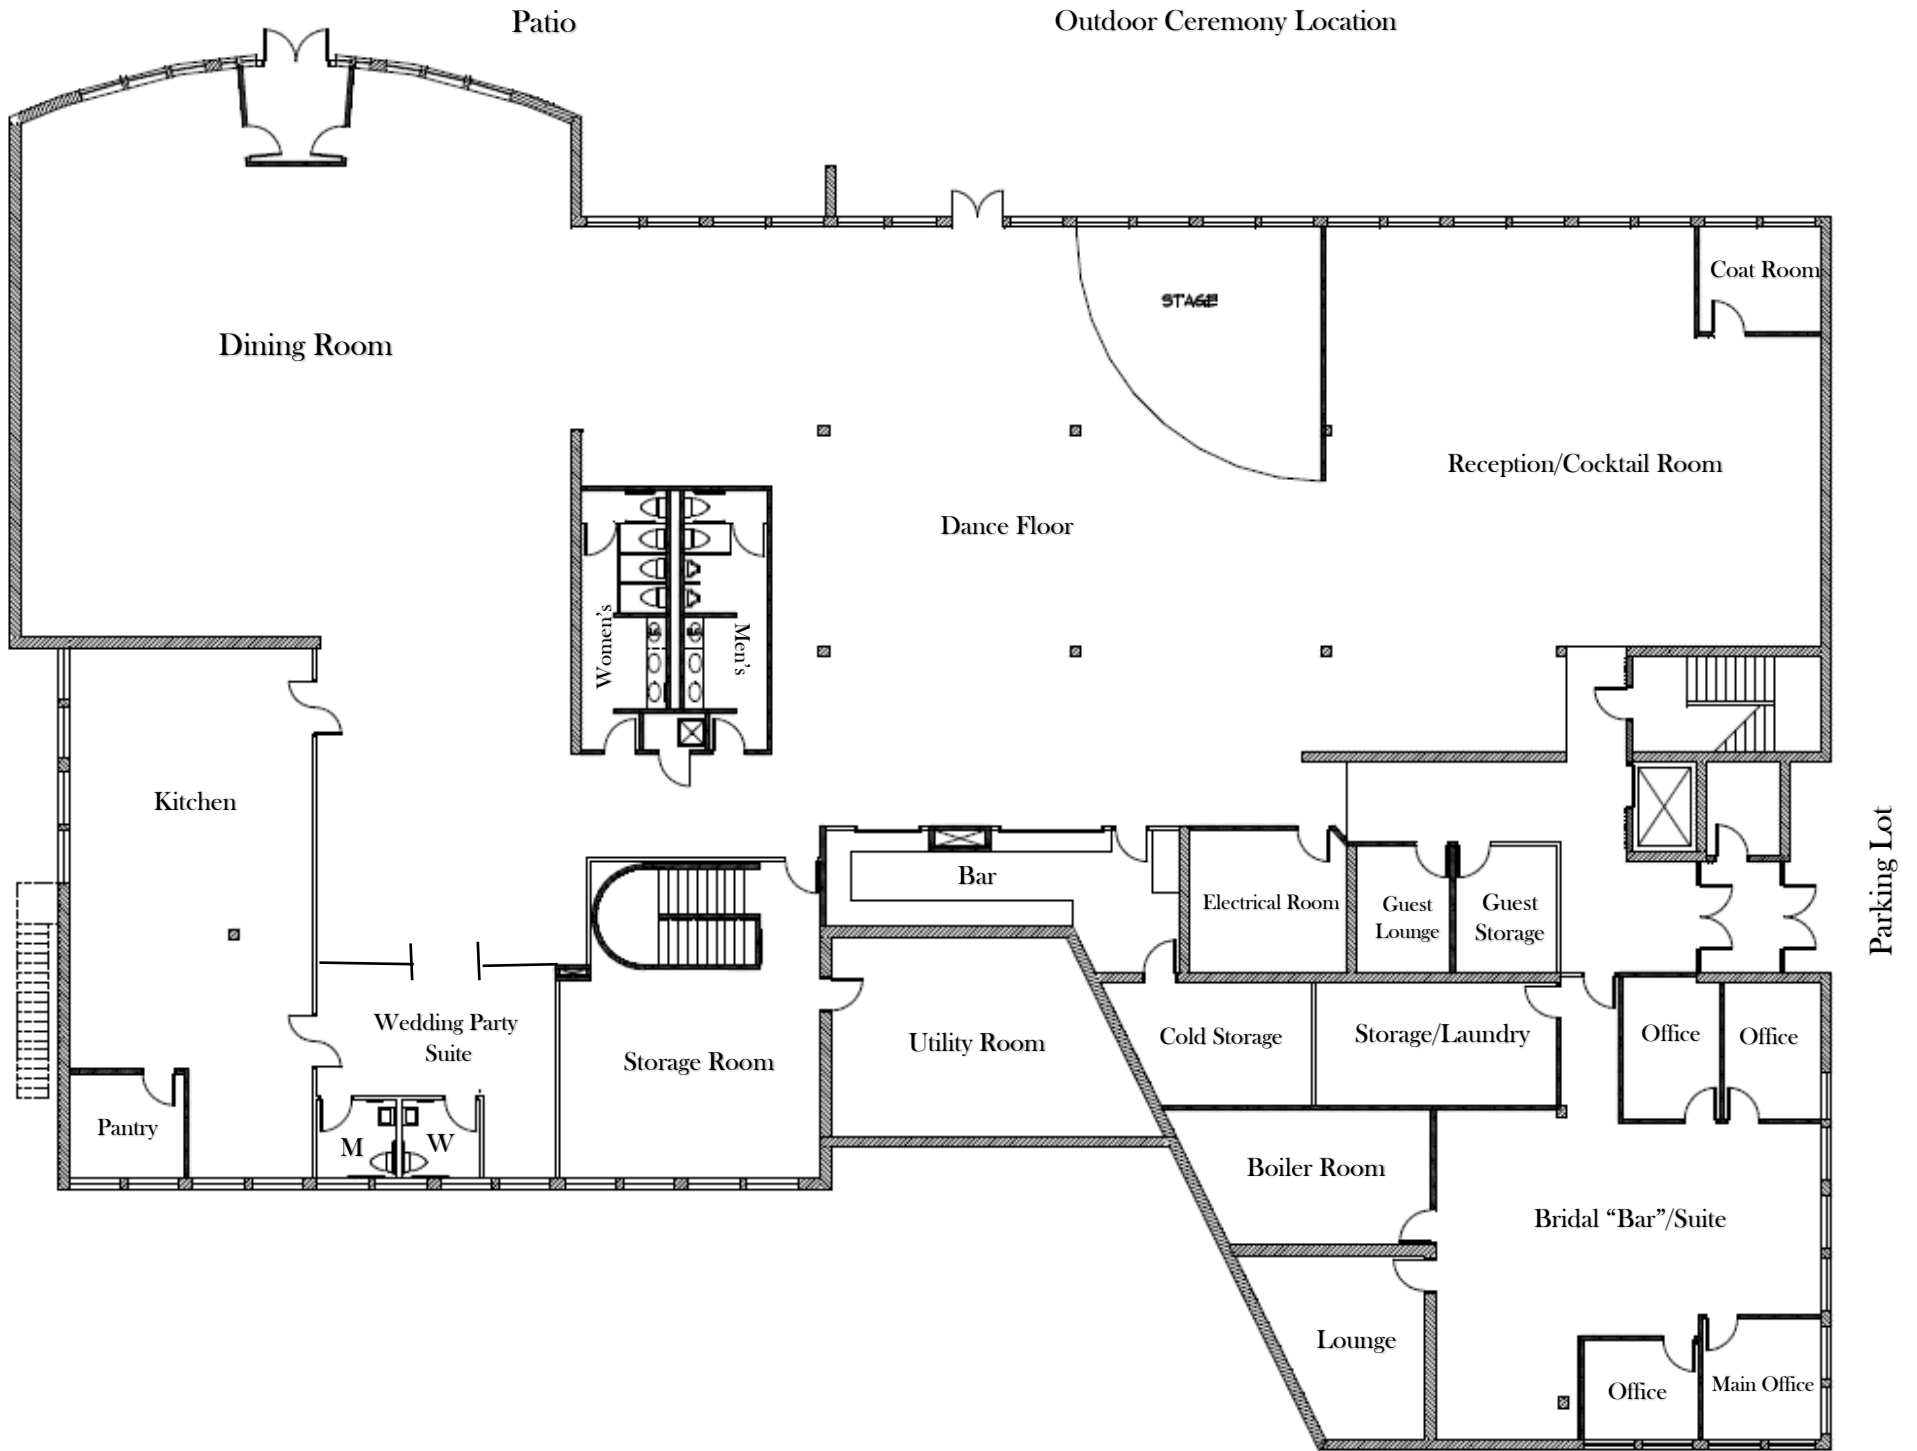 Patio
Outdoor Ceremony Location
Coat Room
STAGE
Dining Room
Reception/Cocktail Room
Dance Floor
Women's
Men's
Kitchen
Parking Lot
Bar
Electrical Room
Guest
Lounge
Guest
Storage
Wedding Party
Suite
Storage Room
Utility Room
Cold Storage
Storage/Laundry
Office
Office
Pantry
M
W
Boiler Room
Bridal “Bar”/Suite
Lounge
Office
Main Office